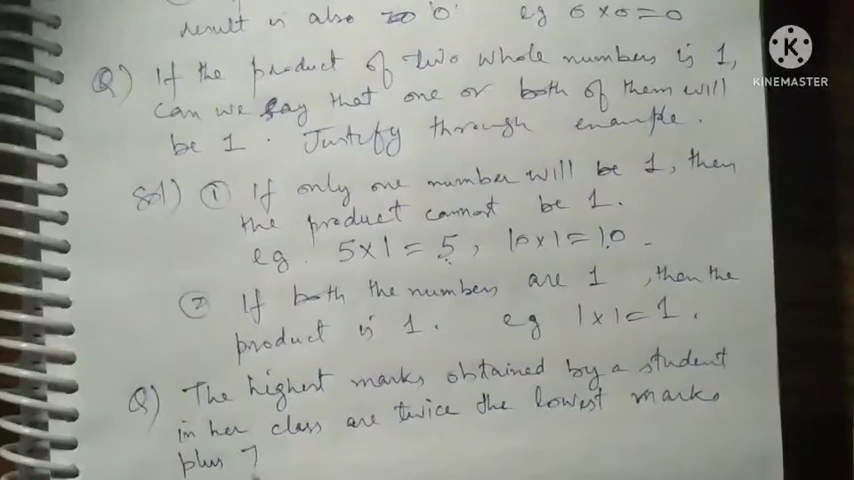 result is also '0' eg 0 x 0 = 0
Q) If the product of two whole numbers is 1,
can we say that one or both of them will
be 1. Justify through example.
Sol) ① If only one number will be 1, then
the product cannot be 1.
eg. 5 x 1 = 5, 10 x 1 = 10
② If both the numbers are 1, then the
product is 1. eg 1 x 1 = 1.
Q) The highest marks obtained by a student
in her class are twice the lowest marks
plus 7
K
KINEMASTER